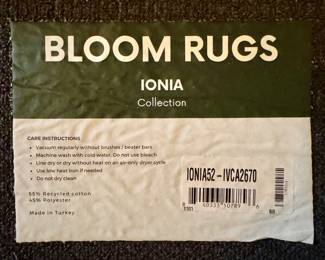 BLOOM RUGS
IONIA
Collection
CARE INSTRUCTIONS
• Vacuum regularly without brushes / beater bars
• Machine wash with cold water. Do not use bleach
• Line dry or dry without heat on an air-only dryer cycle
• Use low heat iron if needed
• Do not dry clean
55% Recycled cotton
45% Polyester
Made in Turkey
IONIA52-IVCA2670